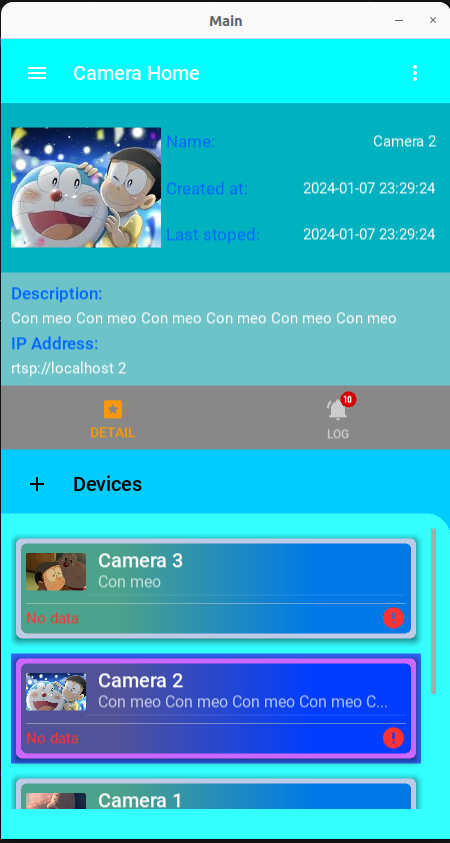 Main
Camera Home
Name: Camera 2
Created at: 2024-01-07 23:29:24
Last stoped: 2024-01-07 23:29:24
Description:
Con meo Con meo Con meo Con meo Con meo Con meo
IP Address:
rtsp://localhost 2
10
DETAIL LOG
+ Devices
Camera 3
Con meo
No data
Camera 2
Con meo Con meo Con meo Con meo C...
No data
Camera 1